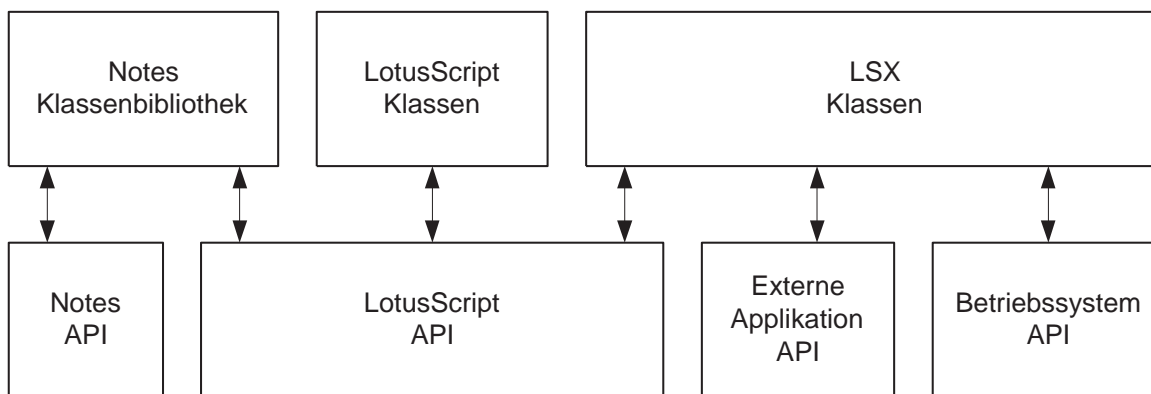 Notes
Klassenbibliothek
LotusScript
Klassen
LSX
Klassen
Notes
API
LotusScript
API
Externe
Applikation
API
Betriebssystem
API